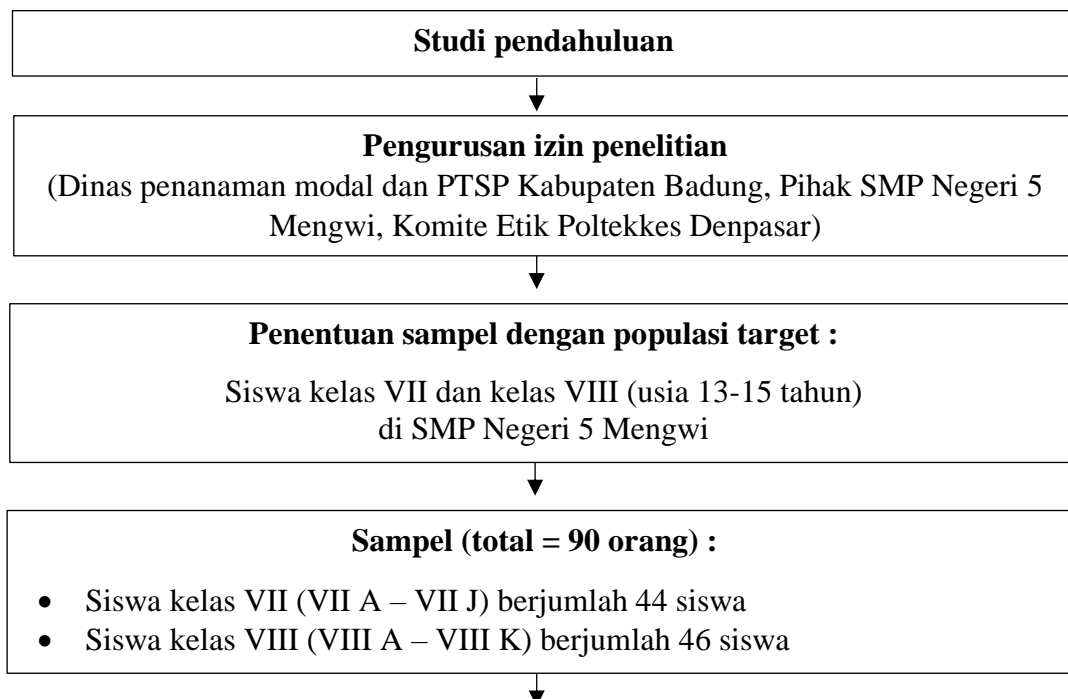 Studi pendahuluan
Pengurusan izin penelitian
(Dinas penanaman modal dan PTSP Kabupaten Badung, Pihak SMP Negeri 5
Mengwi, Komite Etik Poltekkes Denpasar)
Penentuan sampel dengan populasi target :
Siswa kelas VII dan kelas VIII (usia 13-15 tahun)
di SMP Negeri 5 Mengwi
Sampel (total = 90 orang) :
• Siswa kelas VII (VII A – VII J) berjumlah 44 siswa
• Siswa kelas VIII (VIII A – VIII K) berjumlah 46 siswa